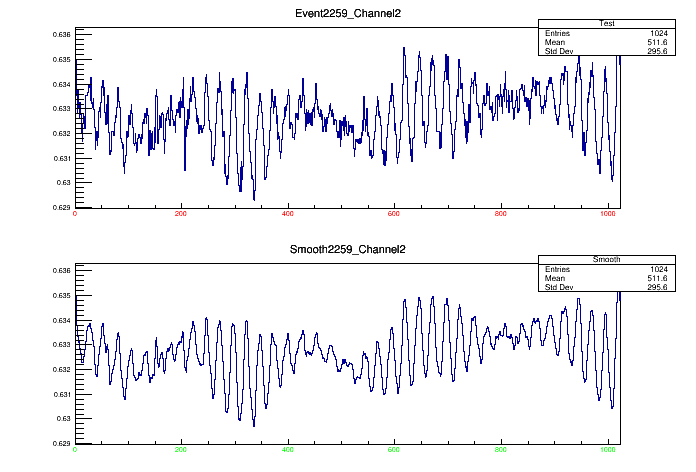 Event2259_Channel2
Test
Entries 1024
Mean 511.6
Std Dev 295.6
0.636
0.635
0.634
0.633
0.632
0.631
0.63
0.629
0 200 400 600 800 1000
Smooth2259_Channel2
Smooth
Entries 1024
Mean 511.6
Std Dev 295.6
0.636
0.635
0.634
0.633
0.632
0.631
0.63
0.629
0 200 400 600 800 1000